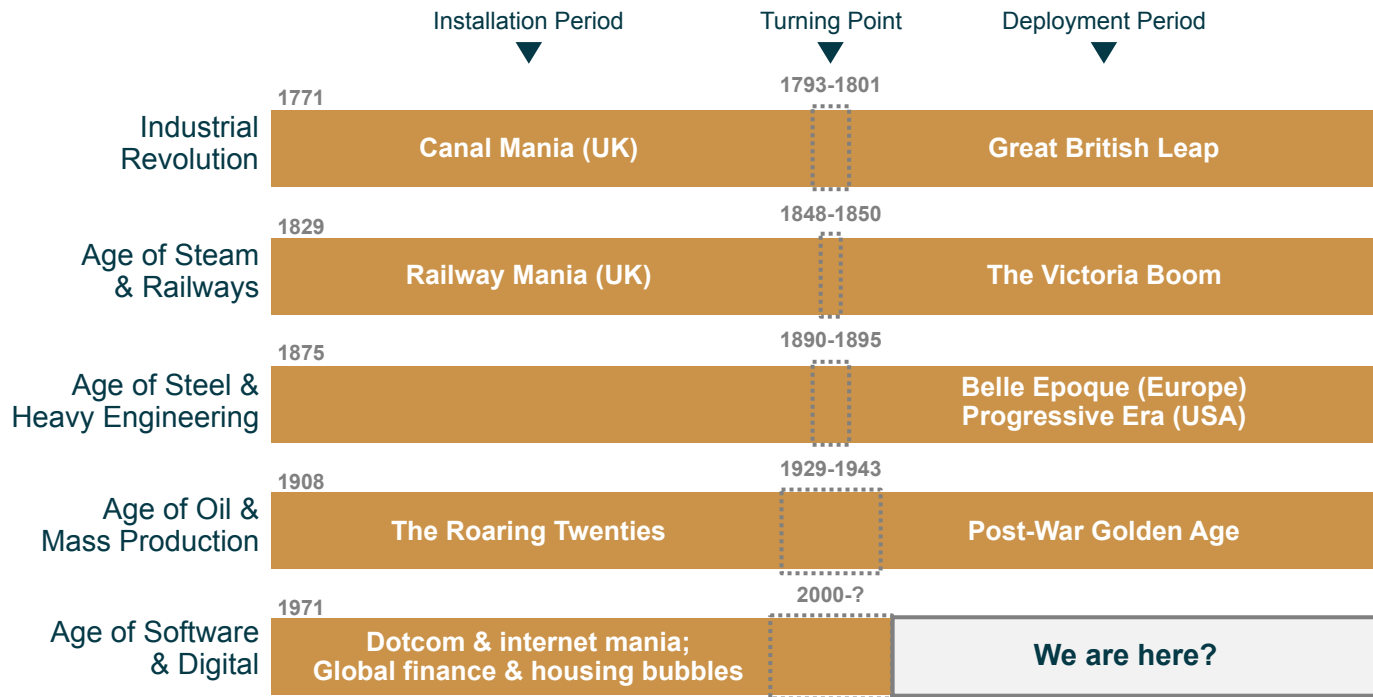 Installation Period
Turning Point
Deployment Period
1793-1801
1771
Industrial
Revolution
Canal Mania (UK)
Great British Leap
1848-1850
1829
Age of Steam
& Railways
Railway Mania (UK)
The Victoria Boom
1890-1895
1875
Age of Steel &
Heavy Engineering
Belle Epoque (Europe)
Progressive Era (USA)
1929-1943
1908
Age of Oil &
Mass Production
The Roaring Twenties
Post-War Golden Age
2000-?
1971
Age of Software
& Digital
Dotcom & internet mania;
Global finance & housing bubbles
We are here?